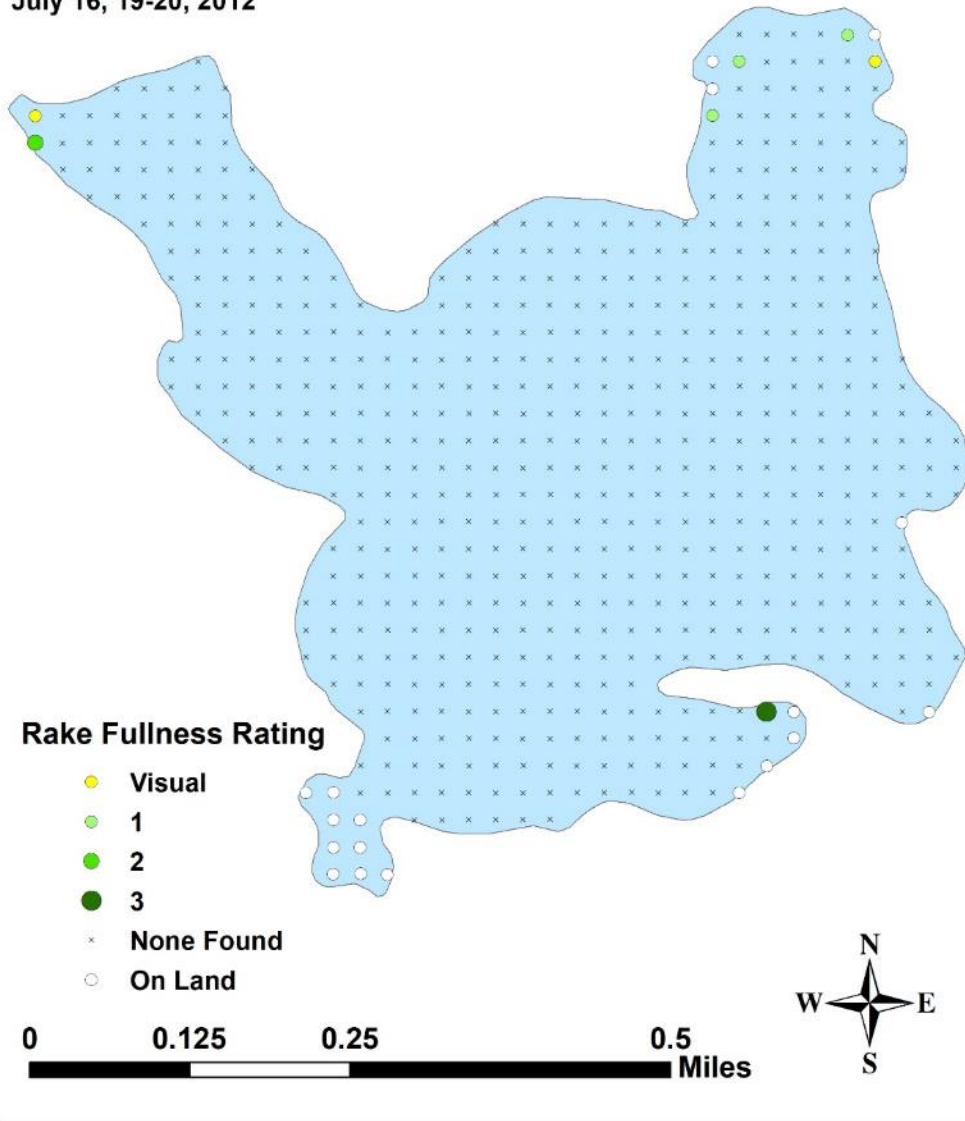 July 16, 19-20, 2012
Rake Fullness Rating
Visual
1
2
3
None Found
On Land
N
W E
S
0 0.125 0.25 0.5
Miles